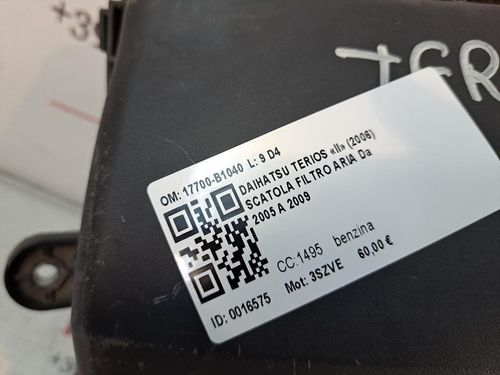 +39
TER
OM: 17700-B1040 L: 9 D4
DAIHATSU TERIOS «II» (2006)
SCATOLA FILTRO ARIA Da
2005 A 2009
CC:1495 benzina
Mot: 3SZVE 60,00 €
ID: 0016575